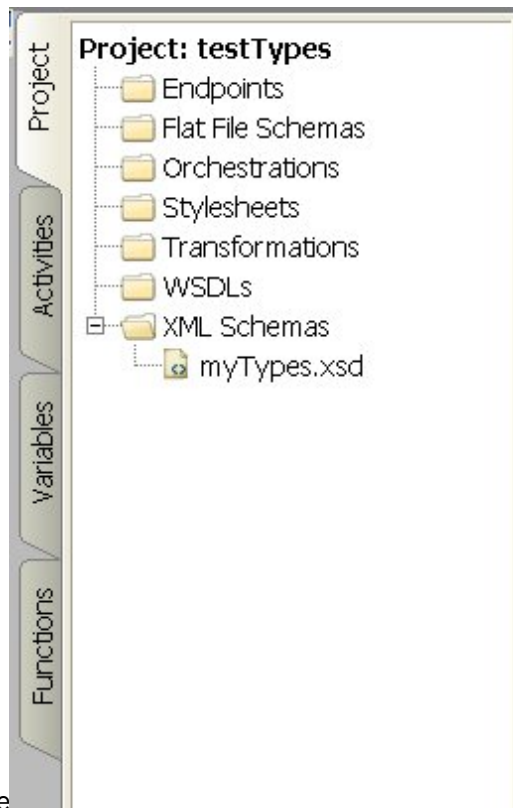 Project
Activities
Variables
Functions
Project: testTypes
Endpoints
Flat File Schemas
Orchestrations
Stylesheets
Transformations
WSDLs
XML Schemas
myTypes.xsd
e